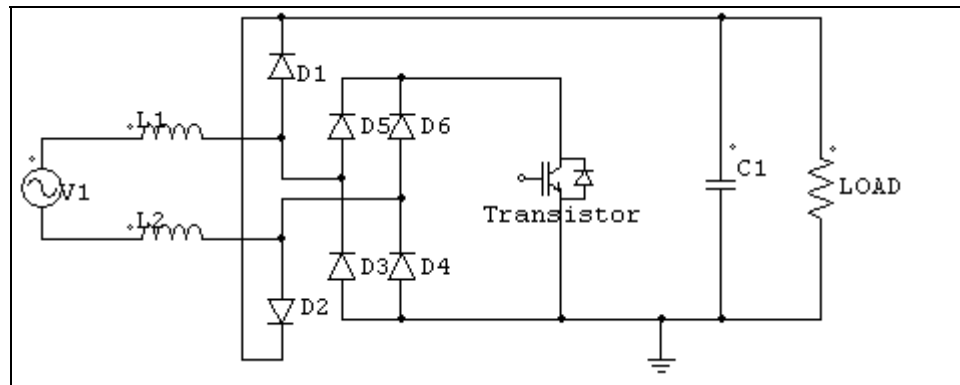 D1
L1
D5
D6
V1
C1
LOAD
Transistor
L2
D3
D4
D2